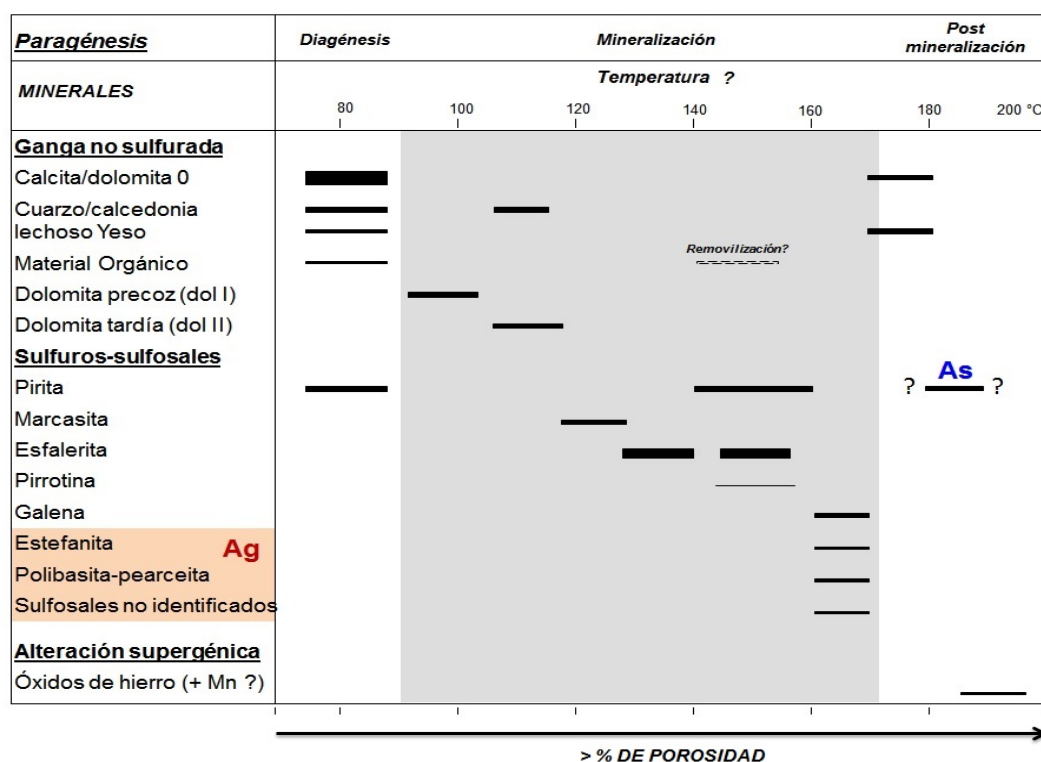 Paragénesis Diagénesis Mineralización Post mineralización
MINERALES Temperatura ?
80 100 120 140 160 180 200 °C
Ganga no sulfurada
Calcita/dolomita 0
Cuarzo/calcedonia
lechoso Yeso
Removilización?
Material Orgánico
Dolomita precoz (dol I)
Dolomita tardía (dol II)
Sulfuros-sulfosales
Pirita ? As ?
Marcasita
Esfalerita
Pirrotina
Galena
Estefanita Ag
Polibasita-pearceita
Sulfosales no identificados
Alteración supergénica
Óxidos de hierro (+ Mn ?)
> % DE POROSIDAD